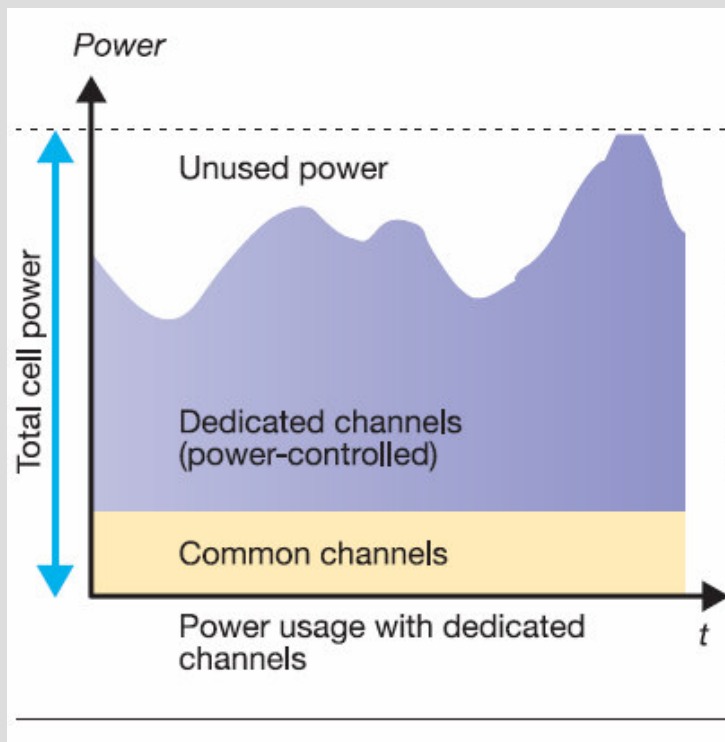 Power
Unused power
Total cell power
Dedicated channels
(power-controlled)
Common channels
Power usage with dedicated
channels
t